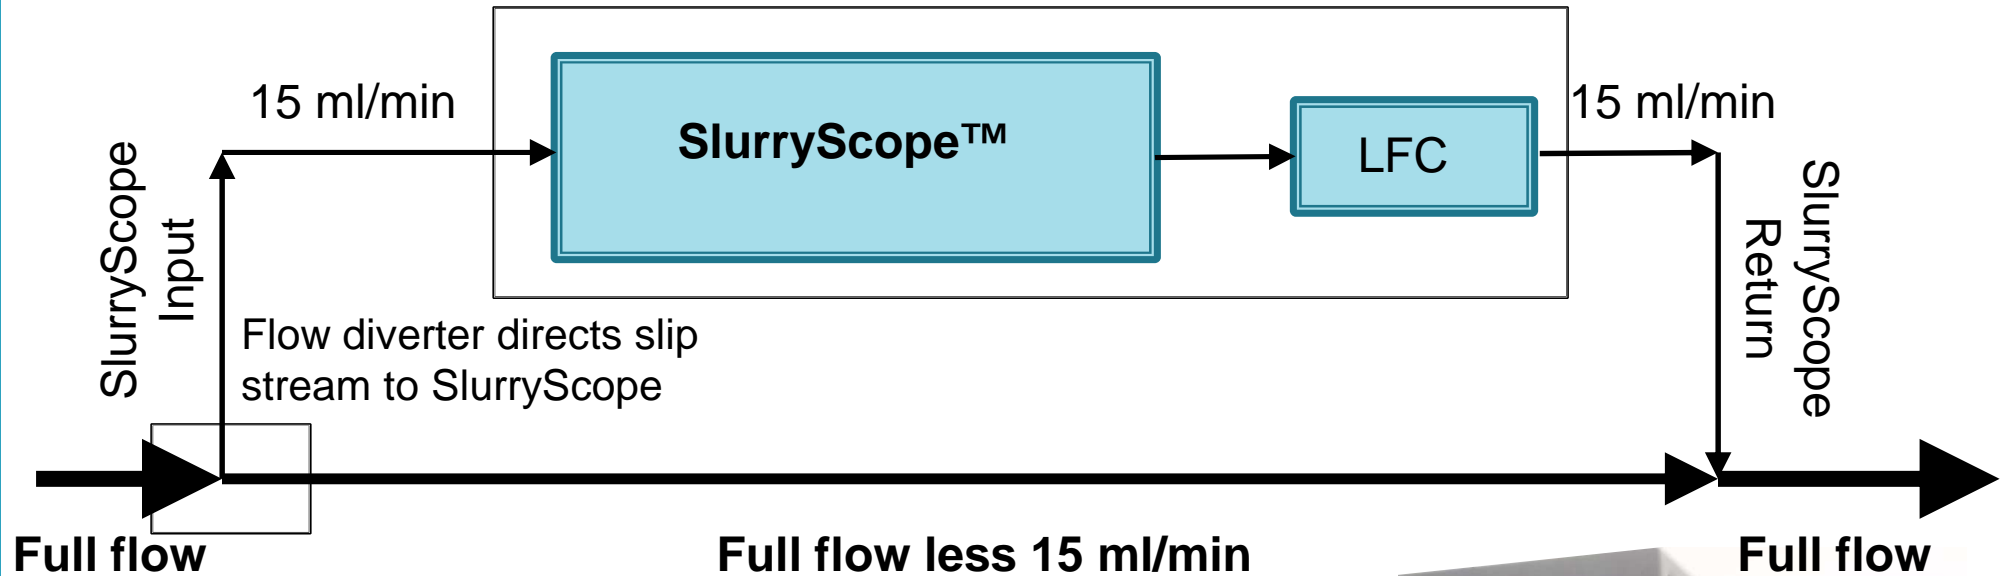 15 ml/min
SlurryScope™
LFC
15 ml/min
SlurryScope
Input
SlurryScope
Return
Flow diverter directs slip
stream to SlurryScope
Full flow
Full flow less 15 ml/min
Full flow